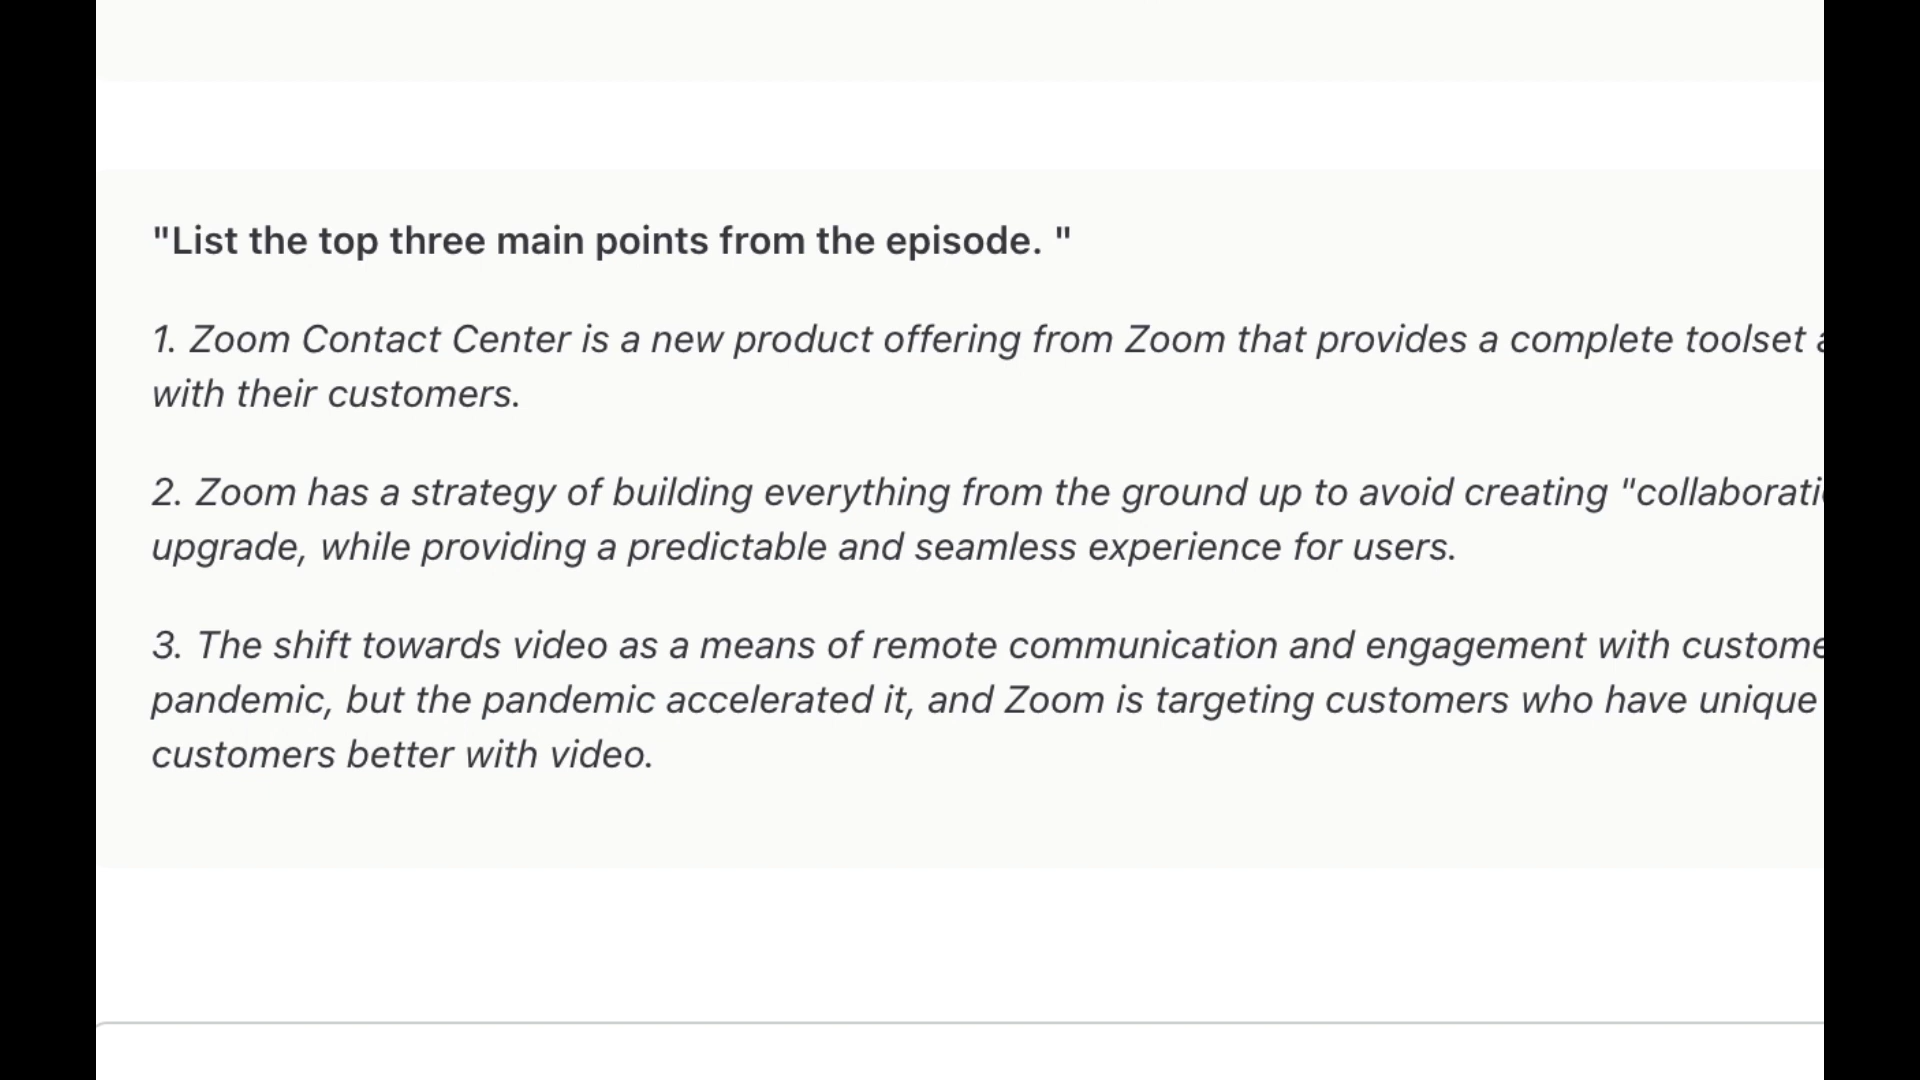 "List the top three main points from the episode. "
1. Zoom Contact Center is a new product offering from Zoom that provides a complete toolset
with their customers.
2. Zoom has a strategy of building everything from the ground up to avoid creating
upgrade, while providing a predictable and seamless experience for users.
3. The shift towards video as a means of remote communication and engagement with
pandemic, but the pandemic accelerated it, and Zoom is targeting customers who have unique
customers better with video.